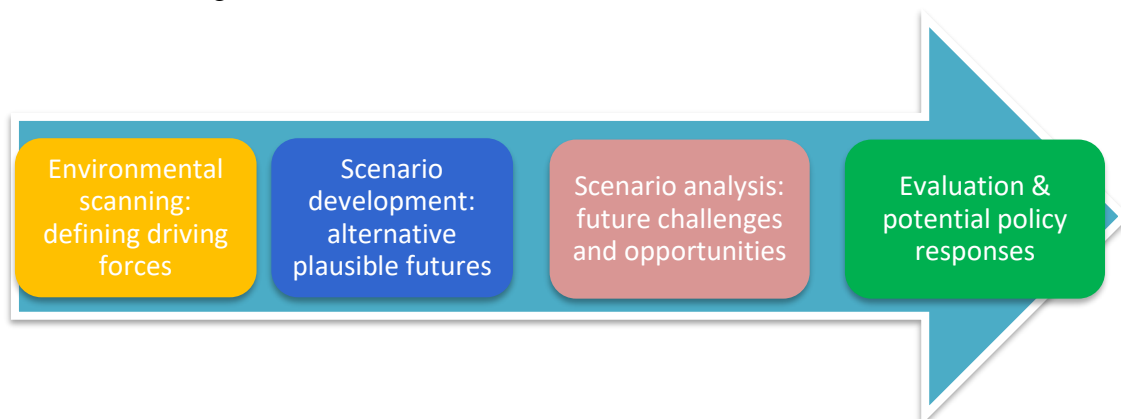 Environmental
scanning:
defining driving
forces
Scenario
development:
alternative
plausible futures
Scenario analysis:
future challenges
and opportunities
Evaluation &
potential policy
responses